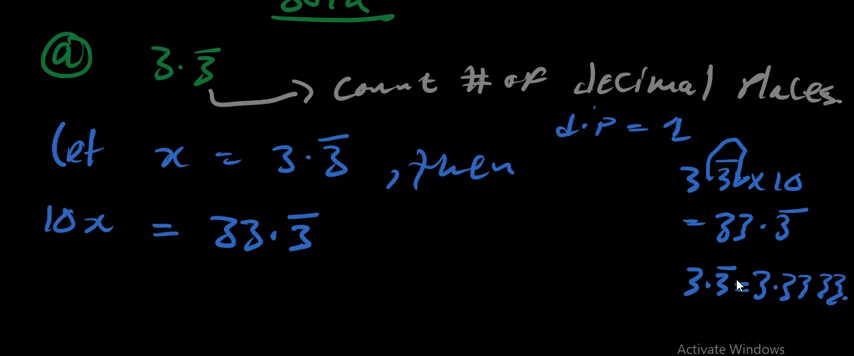 soln
ⓐ 3.3̅ → count # of decimal places
d.p = 1
Let x = 3.3̅, then
10x = 33.3̅
3.3̅ x 10
= 33.3̅
3.3̅ = 3.3333.
Activate Windows